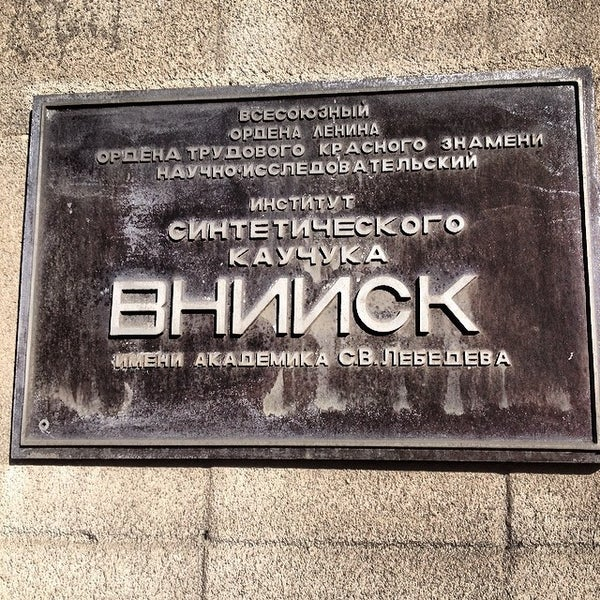 ВСЕСОЮЗНЫЙ
ОРДЕНА ЛЕНИНА
ОРДЕНА ТРУДОВОГО КРАСНОГО ЗНАМЕНИ
НАУЧНО-ИССЛЕДОВАТЕЛЬСКИЙ
ИНСТИТУТ
СИНТЕТИЧЕСКОГО
КАУЧУКА
ВНИИСК
ИМЕНИ АКАДЕМИКА С.В. ЛЕБЕДЕВА